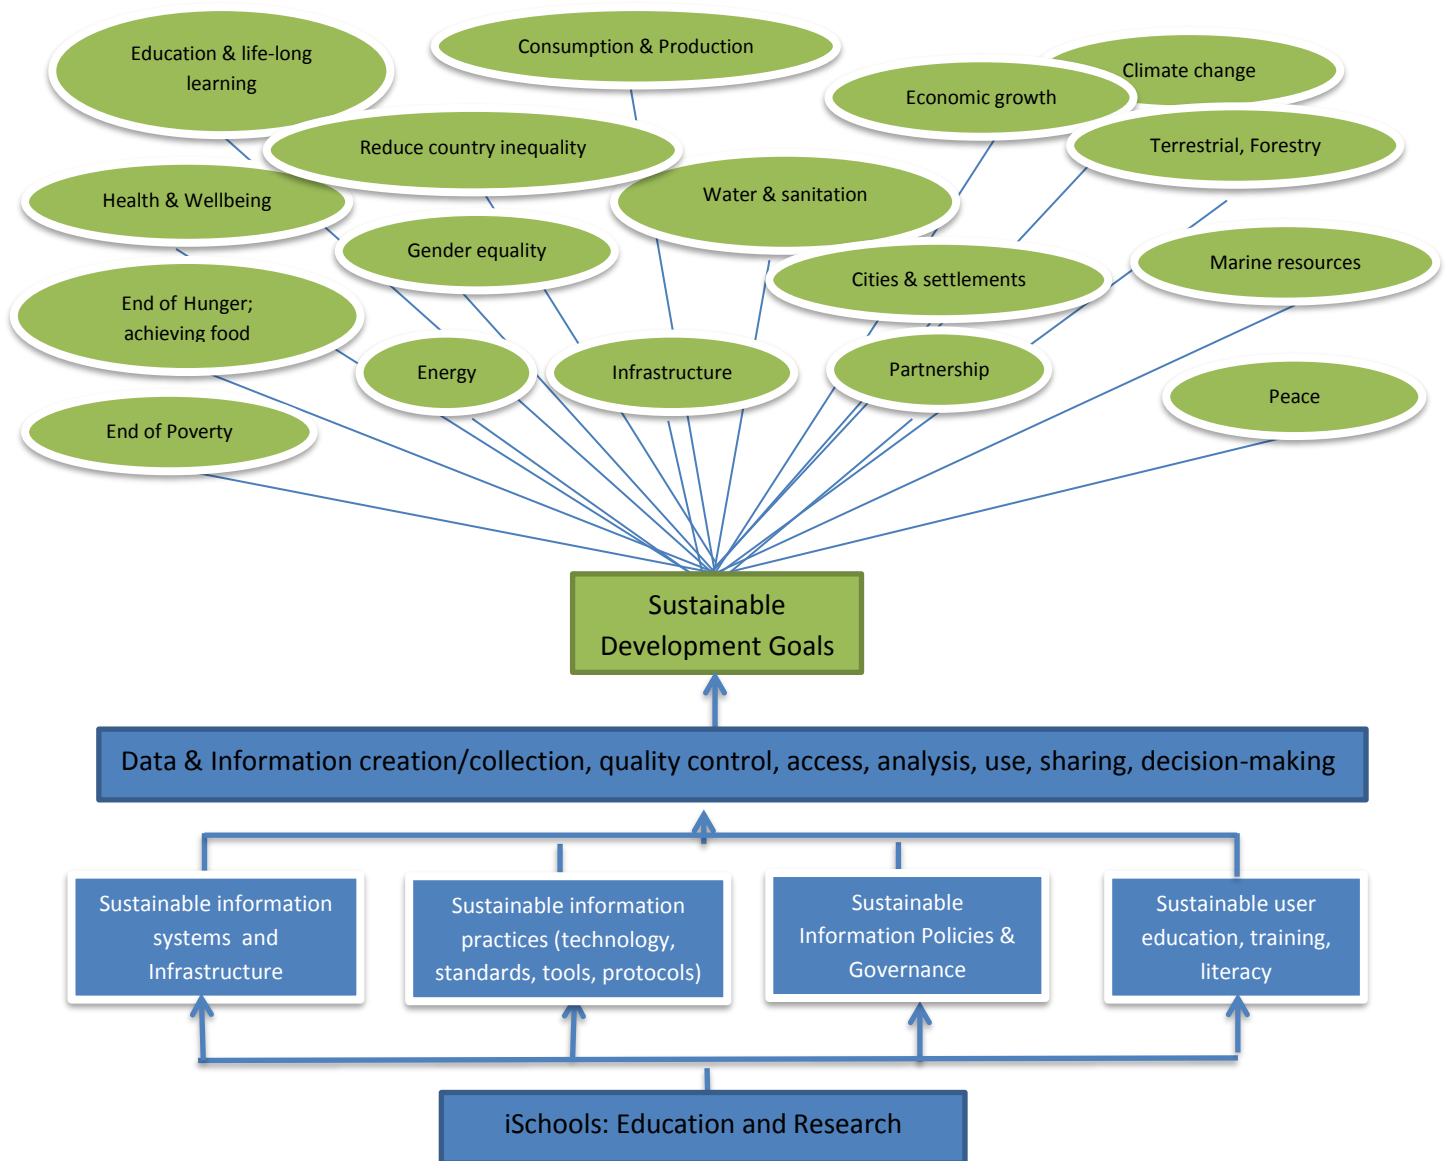 Education & life-long
learning
Consumption & Production
Climate change
Economic growth
Reduce country inequality
Terrestrial, Forestry
Health & Wellbeing
Water & sanitation
Gender equality
Marine resources
Cities & settlements
End of Hunger;
achieving food
Energy
Infrastructure
Partnership
Peace
End of Poverty
Sustainable
Development Goals
Data & Information creation/collection, quality control, access, analysis, use, sharing, decision-making
Sustainable information
systems and
Infrastructure
Sustainable information
practices (technology,
standards, tools, protocols)
Sustainable
Information Policies &
Governance
Sustainable user
education, training,
literacy
iSchools: Education and Research